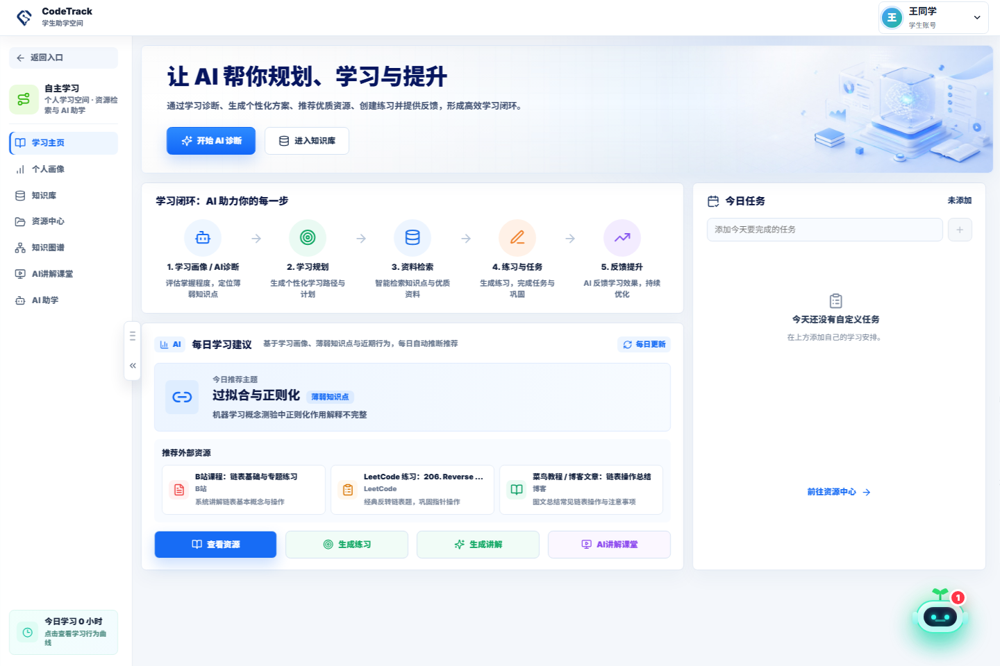 CodeTrack
学生助学空间
王
王同学
学生账号
返回入口
自主学习
个人学习空间 · 资源检
索与 AI 助学
学习主页
个人画像
知识库
资源中心
知识图谱
AI讲解课堂
AI 助学
今日学习 0 小时
点击查看学习行为曲
线
让 AI 帮你规划、学习与提升
通过学习诊断、生成个性化方案、推荐优质资源、创建练习并提供反馈，形成高效学习闭环。
开始 AI 诊断
进入知识库
学习闭环：AI 助力你的每一步
1. 学习画像 / AI诊断
评估掌握程度，定位薄
弱知识点
2. 学习规划
生成个性化学习路径与
计划
3. 资料检索
智能检索知识点与优质
资料
4. 练习与任务
生成练习，完成任务与
巩固
5. 反馈提升
AI 反馈学习效果，持续
优化
AI
每日学习建议
基于学习画像、薄弱知识点与近期行为，每日自动推断推荐
每日更新
今日推荐主题
过拟合与正则化
薄弱知识点
机器学习概念测验中正则化作用解释不完整
推荐外部资源
B站课程：链表基础与专题练习
B站
系统讲解链表基本概念与操作
LeetCode 练习：206. Reverse ...
LeetCode
经典反转链表题，巩固指针操作
菜鸟教程 / 博客文章：链表操作总结
博客
图文总结常见链表操作与注意事项
查看资源
生成练习
生成讲解
AI讲解课堂
今日任务
未添加
添加今天要完成的任务
今天还没有自定义任务
在上方添加自己的学习安排。
前往资源中心
1